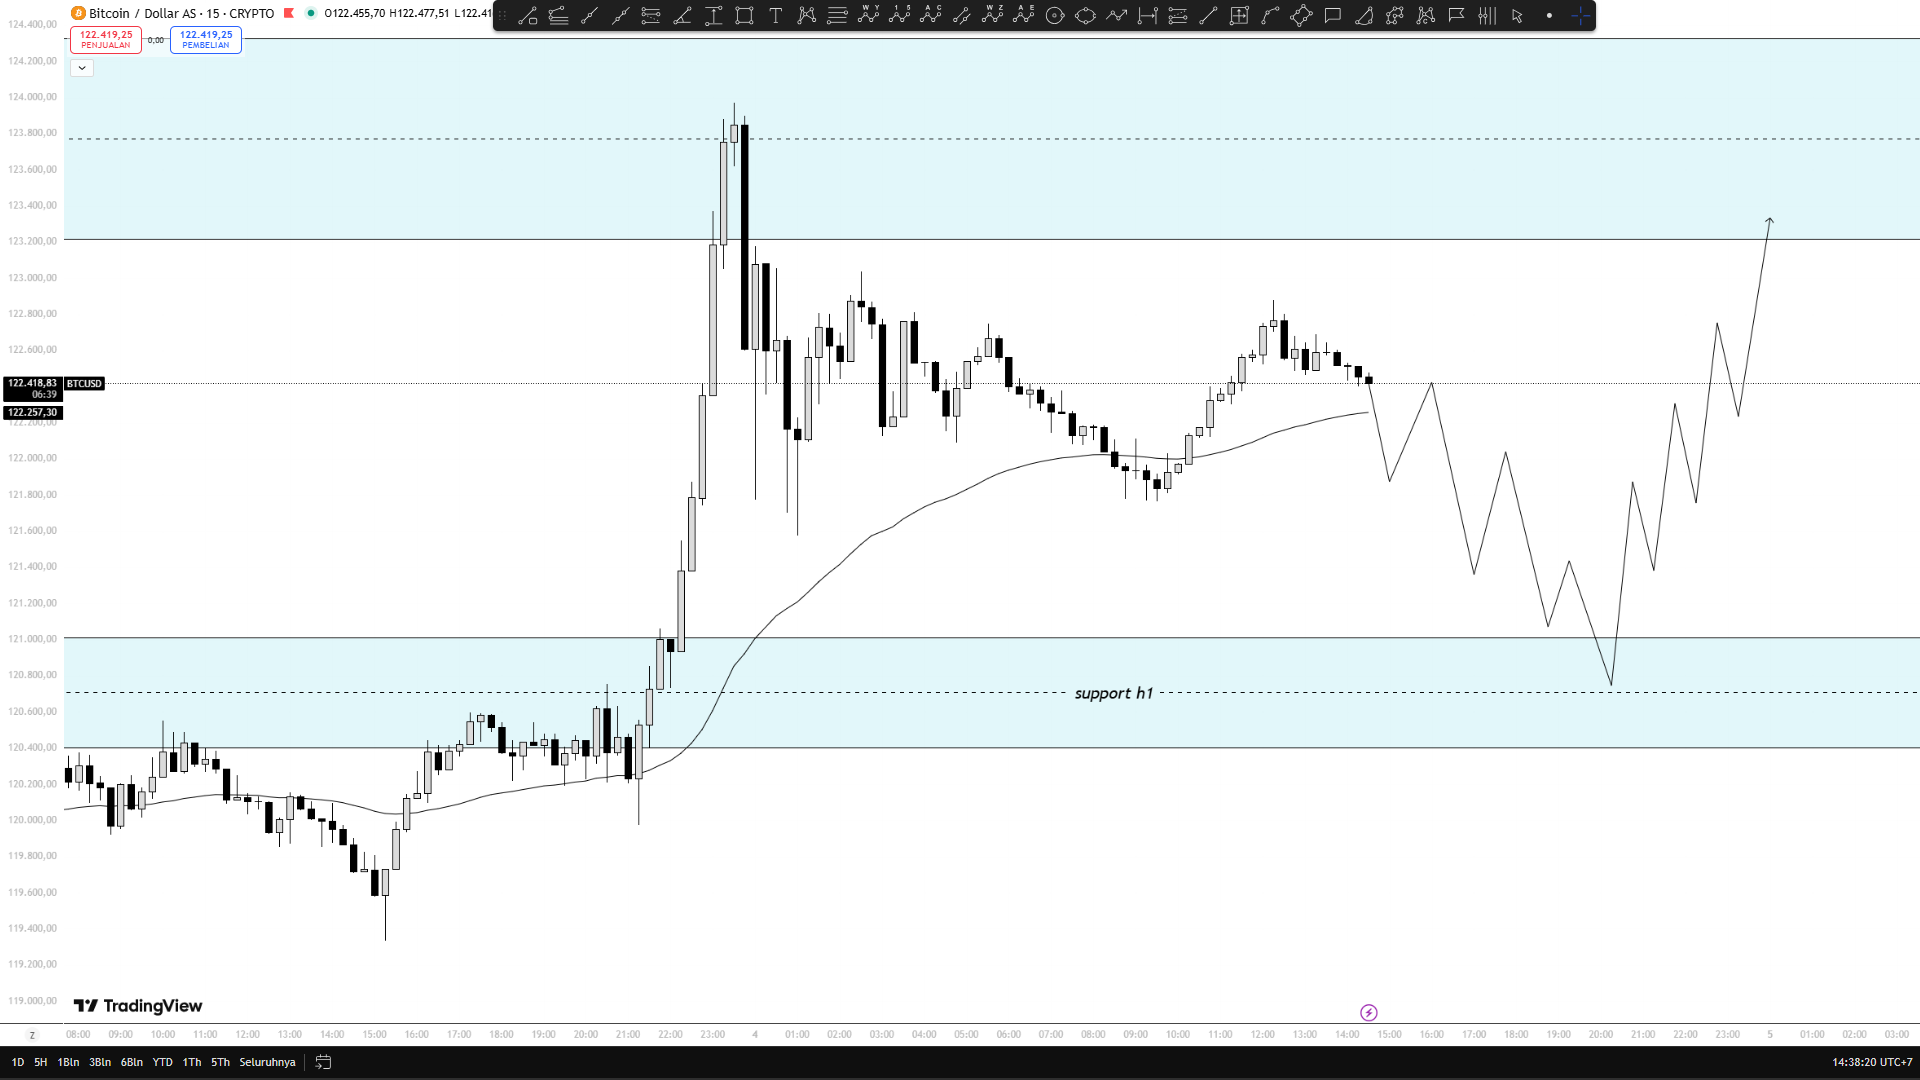 Bitcoin / Dollar AS · 15 · CRYPTO O122.455,70 H122.477,51 L122.41
122.419,25 PENJUALAN
0,00
122.419,25 PEMBELIAN
W Y
1 5
A C
W Z
A E
124.400,00
124.200,00
124.000,00
123.800,00
123.600,00
123.400,00
123.200,00
123.000,00
122.800,00
122.600,00
122.418,83 BTCUSD
06:39
122.257,30
122.200,00
122.000,00
121.800,00
121.600,00
121.400,00
121.200,00
121.000,00
120.800,00
support h1
120.600,00
120.400,00
120.200,00
120.000,00
119.800,00
119.600,00
119.400,00
119.200,00
119.000,00
TradingView
Z 08:00 09:00 10:00 11:00 12:00 13:00 14:00 15:00 16:00 17:00 18:00 19:00 20:00 21:00 22:00 23:00 4 01:00 02:00 03:00 04:00 05:00 06:00 07:00 08:00 09:00 10:00 11:00 12:00 13:00 14:00 15:00 16:00 17:00 18:00 19:00 20:00 21:00 22:00 23:00 5 01:00 02:00 03:00
1D 5H 1Bln 3Bln 6Bln YTD 1Th 5Th Seluruhnya 14:38:20 UTC+7